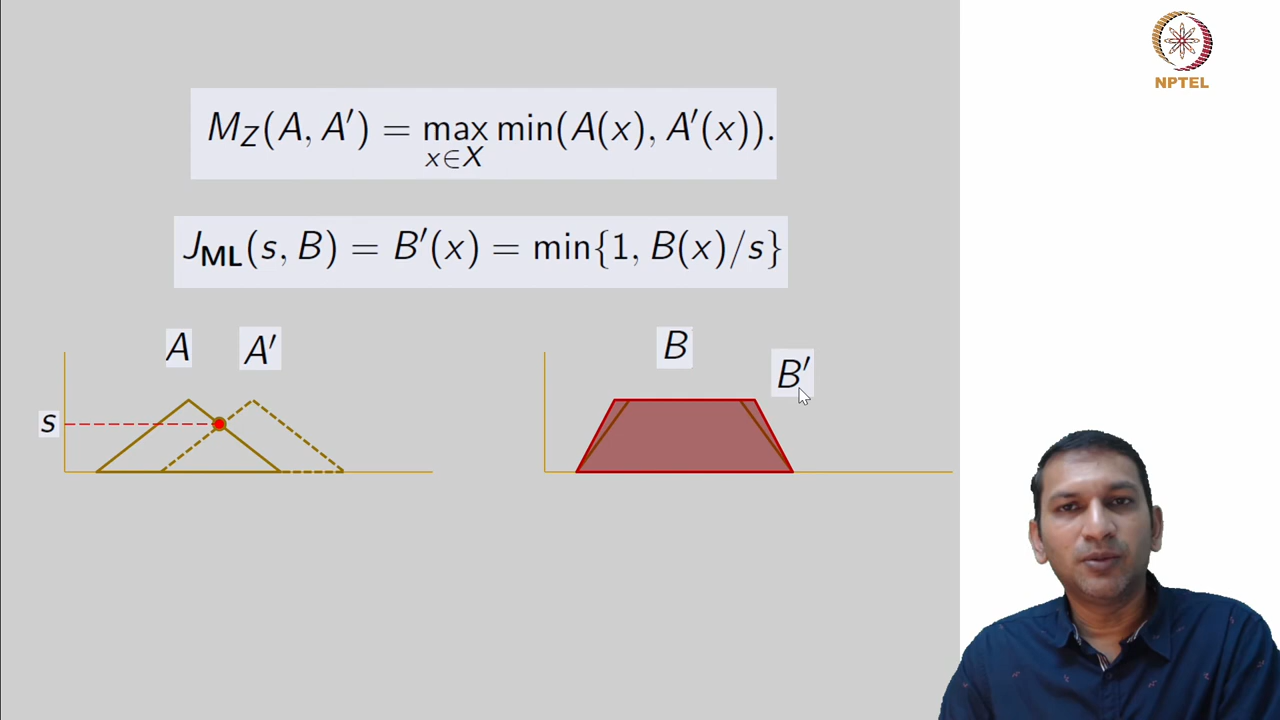 NPTEL
M_Z(A, A′) = max_{x∈X} min(A(x), A′(x)).
J_ML(s, B) = B′(x) = min{1, B(x)/s}
A A′ B
B′
s